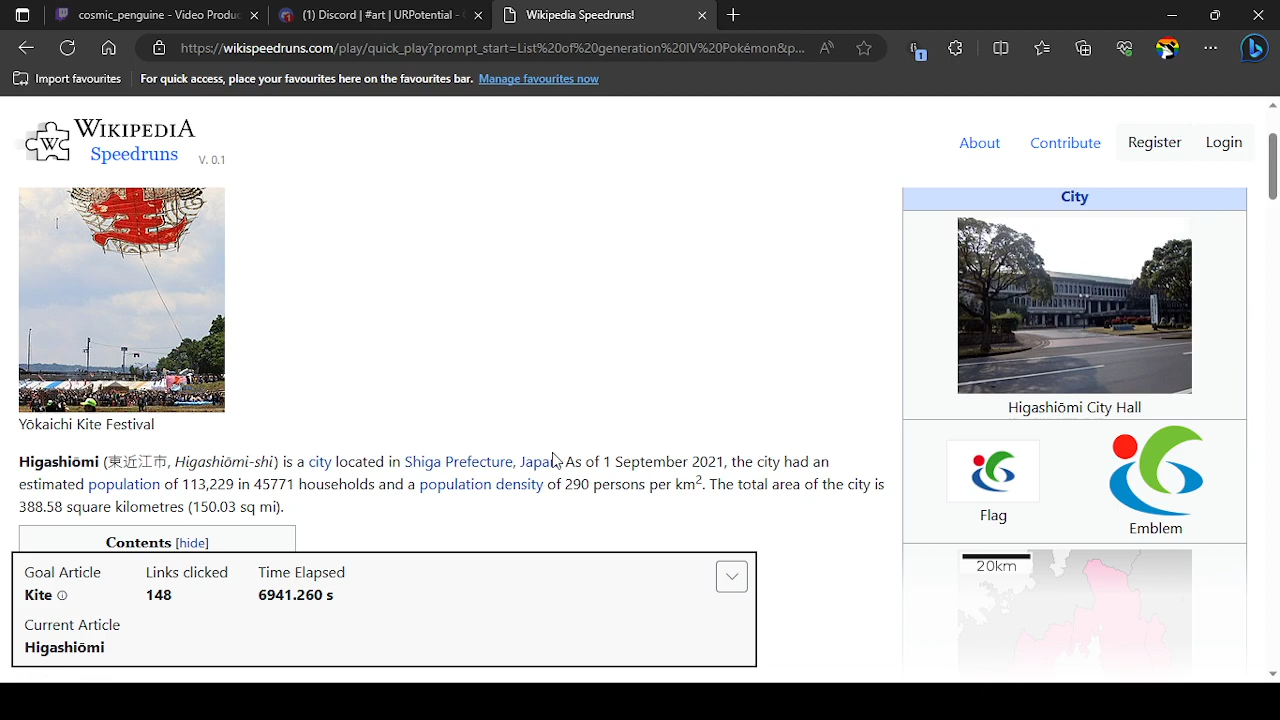 cosmic_penguine - Video Produc
(1) Discord | #art | URPotential -
Wikipedia Speedruns!
https://wikispeedruns.com/play/quick_play?prompt_start=List%20of%20generation%20IV%20Pokémon&p...
1
Import favourites
For quick access, place your favourites here on the favourites bar. Manage favourites now
WIKIPEDIA
Speedruns V. 0.1
About Contribute Register Login
City
Higashiōmi City Hall
Flag
Emblem
20km
Yōkaichi Kite Festival
Higashiōmi (東近江市, Higashiōmi-shi) is a city located in Shiga Prefecture, Japan. As of 1 September 2021, the city had an
estimated population of 113,229 in 45771 households and a population density of 290 persons per km². The total area of the city is
388.58 square kilometres (150.03 sq mi).
Contents [hide]
Goal Article Links clicked Time Elapsed
Kite 148 6941.260 s
Current Article
Higashiōmi